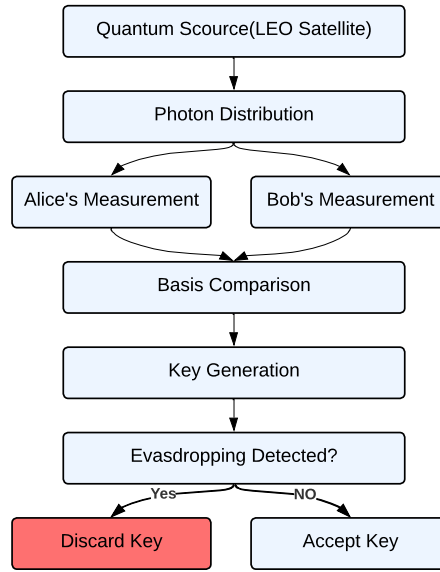 Quantum Scource(LEO Satellite)
Photon Distribution
Alice's Measurement
Bob's Measurement
Basis Comparison
Key Generation
Evasdropping Detected?
Yes
NO
Discard Key
Accept Key